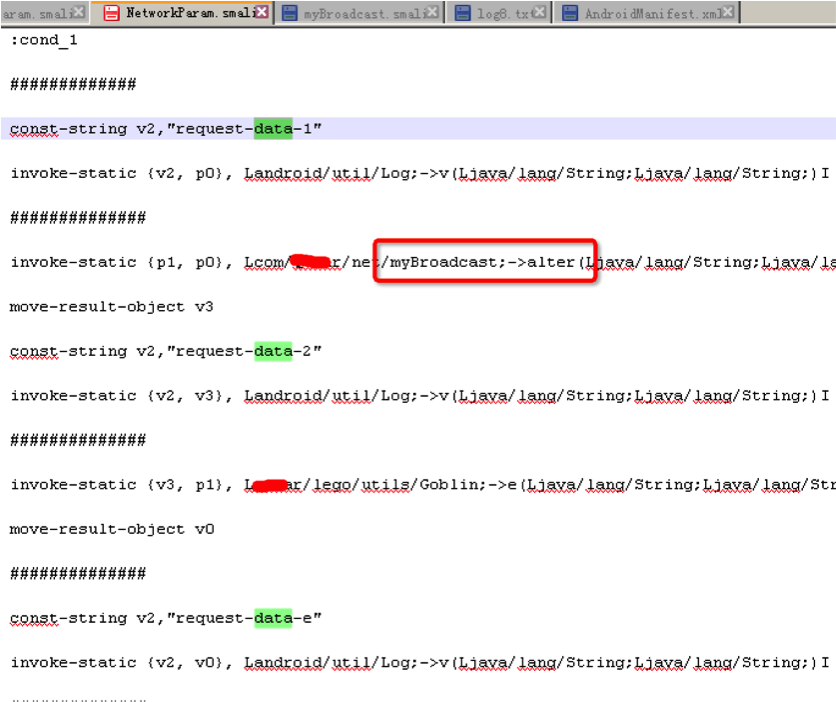 aram.smali NetworkParam.smali myBroadcast.smali log8.txt AndroidManifest.xml
:cond_1
#############
const-string v2,"request-data-1"
invoke-static {v2, p0}, Landroid/util/Log;->v(Ljava/lang/String;Ljava/lang/String;)I
##############
invoke-static {p1, p0}, Lcom/ r/net/myBroadcast;->alter(Ljava/lang/String;Ljava/la
move-result-object v3
const-string v2,"request-data-2"
invoke-static {v2, v3}, Landroid/util/Log;->v(Ljava/lang/String;Ljava/lang/String;)I
##############
invoke-static {v3, p1}, L ar/lego/utils/Goblin;->e(Ljava/lang/String;Ljava/lang/Str
move-result-object v0
##############
const-string v2,"request-data-e"
invoke-static {v2, v0}, Landroid/util/Log;->v(Ljava/lang/String;Ljava/lang/String;)I